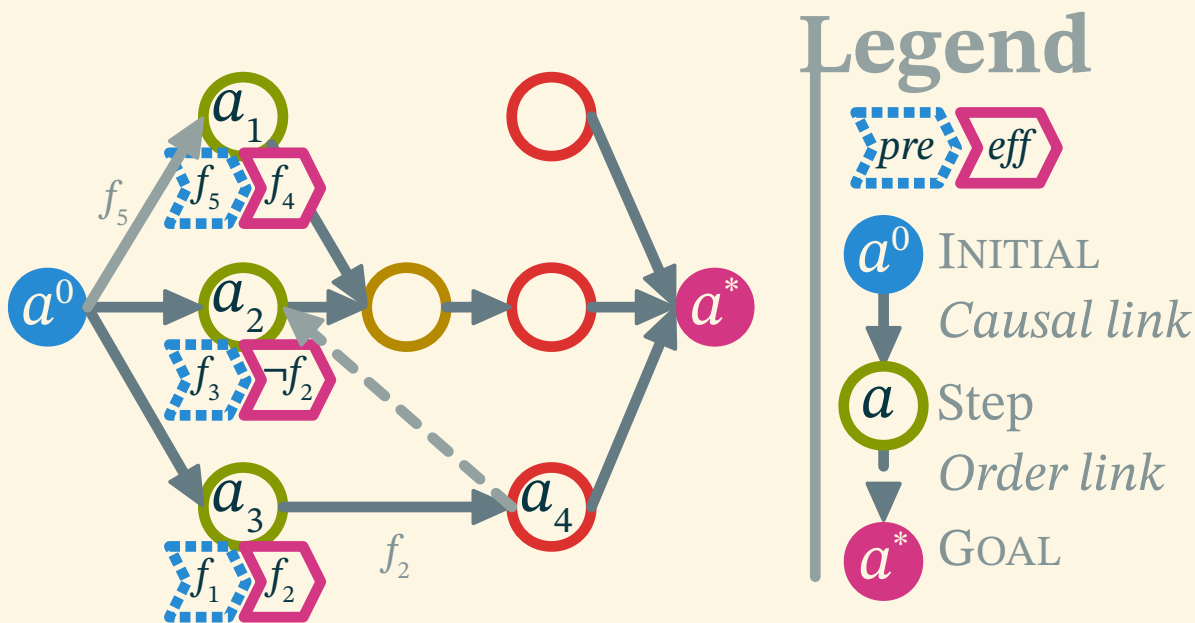 Legend
a₁
pre eff
f₅ f₄
f₅
a⁰ INITIAL
a⁰ a₂ a*
Causal link
f₃ ¬f₂
a Step
Order link
a₃ a₄
f₂
GOAL
a*
f₁ f₂